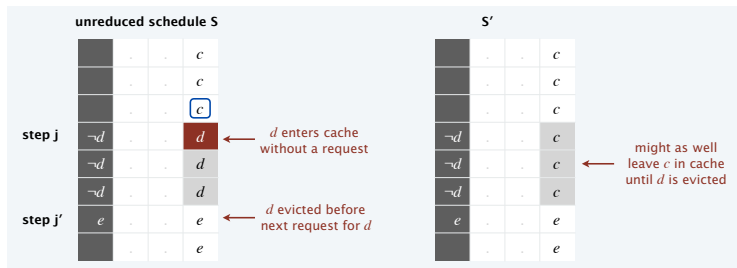 unreduced schedule S
S′
. . c . . c
. . c . . c
. . c . . c
step j ¬d . . d ¬d . . c
d enters cache
without a request
¬d . . d ¬d . . c
might as well
leave c in cache
until d is evicted
¬d . . d ¬d . . c
step j′ e . . e e . . e
d evicted before
next request for d
. . e . . e